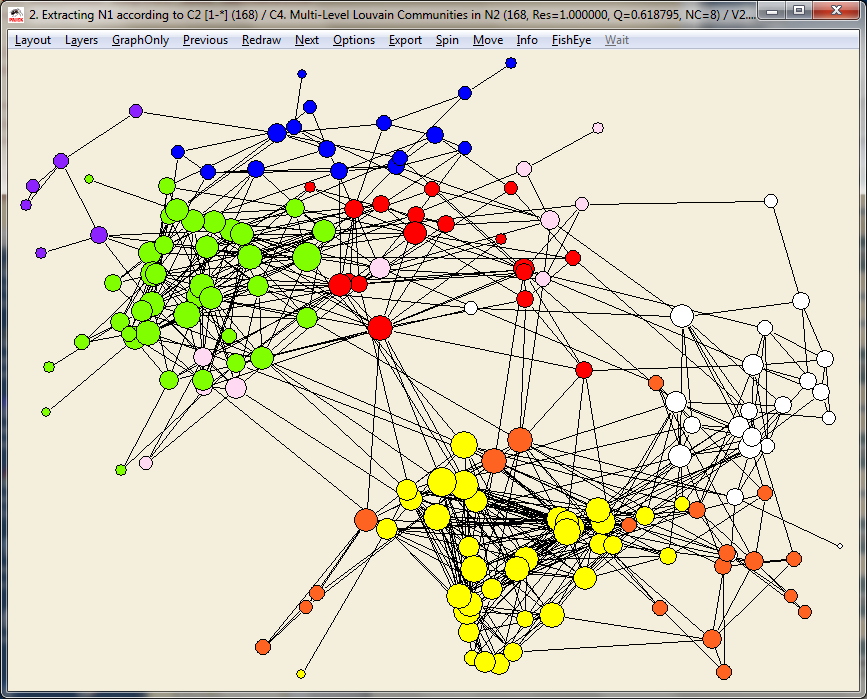 2. Extracting N1 according to C2 [1-*] (168) / C4. Multi-Level Louvain Communities in N2 (168, Res=1.000000, Q=0.618795, NC=8) / V2....
Layout Layers GraphOnly Previous Redraw Next Options Export Spin Move Info FishEye Wait